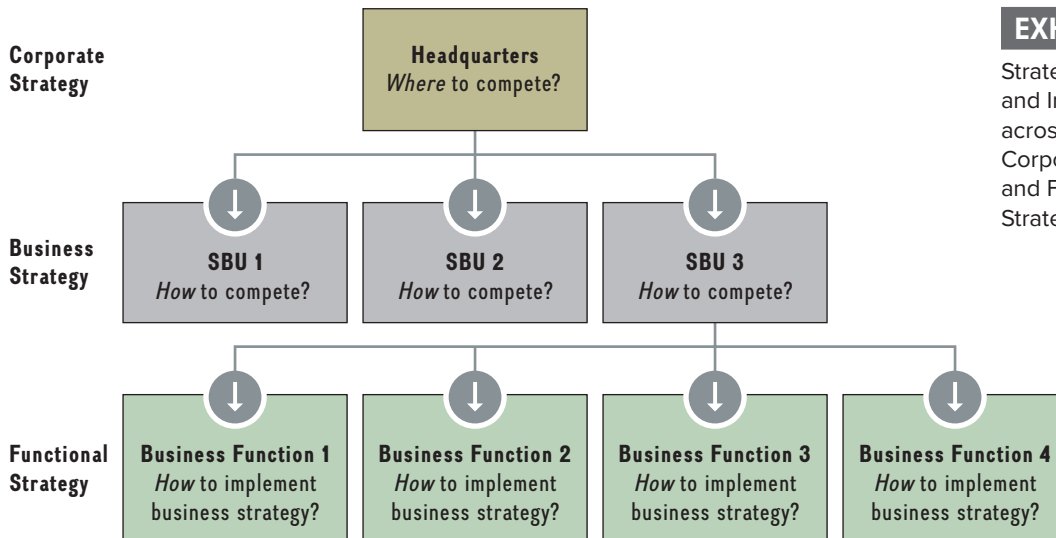 Corporate
Strategy
Headquarters
Where to compete?
EXH
Strate
and In
acros
Corpo
and F
Strate
Business
Strategy
SBU 1
How to compete?
SBU 2
How to compete?
SBU 3
How to compete?
Functional
Strategy
Business Function 1
How to implement
business strategy?
Business Function 2
How to implement
business strategy?
Business Function 3
How to implement
business strategy?
Business Function 4
How to implement
business strategy?